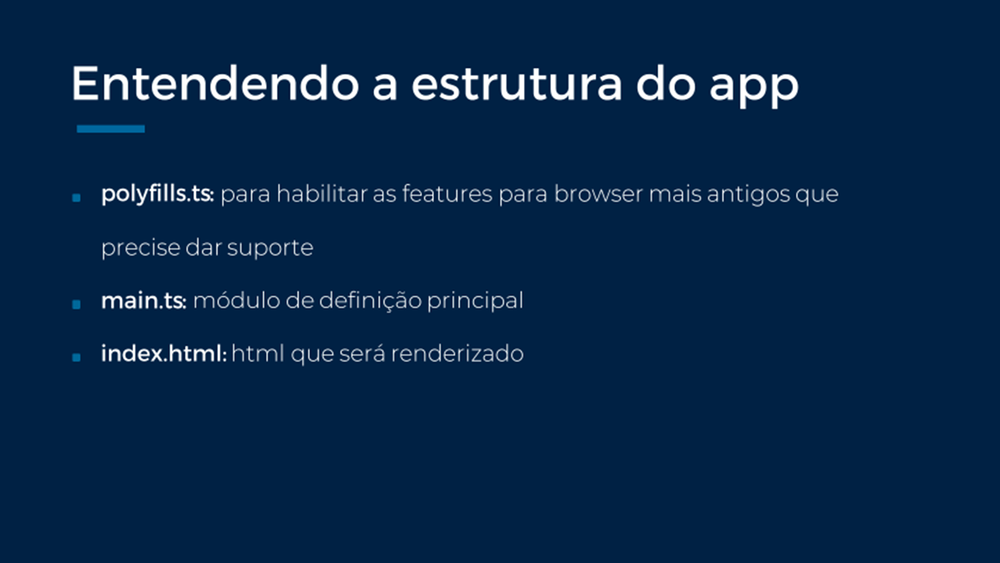 Entendendo a estrutura do app
polyfills.ts: para habilitar as features para browser mais antigos que
precise dar suporte
main.ts: módulo de definição principal
index.html: html que será renderizado